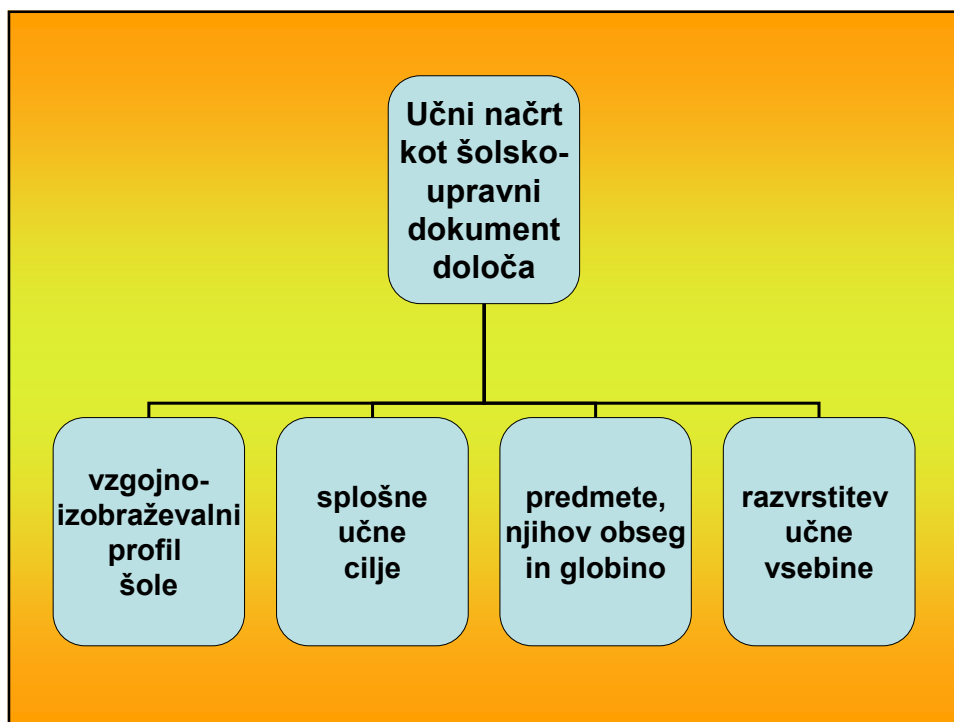 Učni načrt
kot šolsko-
upravni
dokument
določa
vzgojno-
izobraževalni
profil
šole
splošne
učne
cilje
predmete,
njihov obseg
in globino
razvrstitev
učne
vsebine